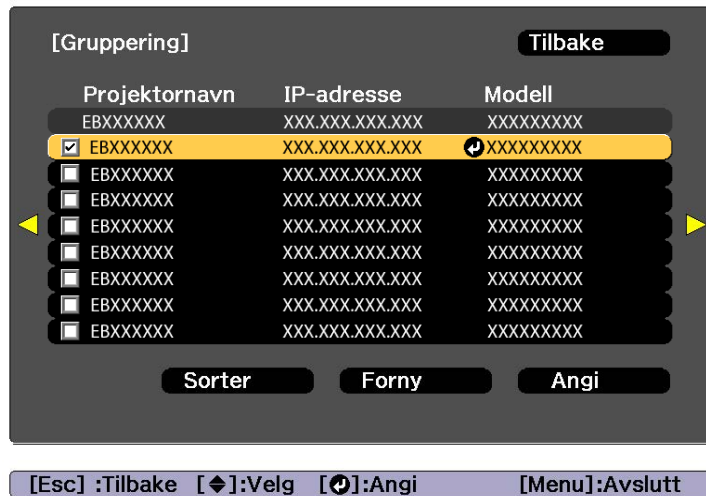 [Gruppering] Tilbake
Projektornavn IP-adresse Modell
EBXXXXXX XXX.XXX.XXX.XXX XXXXXXXXX
EBXXXXXX XXX.XXX.XXX.XXX XXXXXXXXX
EBXXXXXX XXX.XXX.XXX.XXX XXXXXXXXX
EBXXXXXX XXX.XXX.XXX.XXX XXXXXXXXX
EBXXXXXX XXX.XXX.XXX.XXX XXXXXXXXX
EBXXXXXX XXX.XXX.XXX.XXX XXXXXXXXX
EBXXXXXX XXX.XXX.XXX.XXX XXXXXXXXX
EBXXXXXX XXX.XXX.XXX.XXX XXXXXXXXX
EBXXXXXX XXX.XXX.XXX.XXX XXXXXXXXX
Sorter Forny Angi
[Esc] :Tilbake [◆]:Velg [↵]:Angi [Menu]:Avslutt